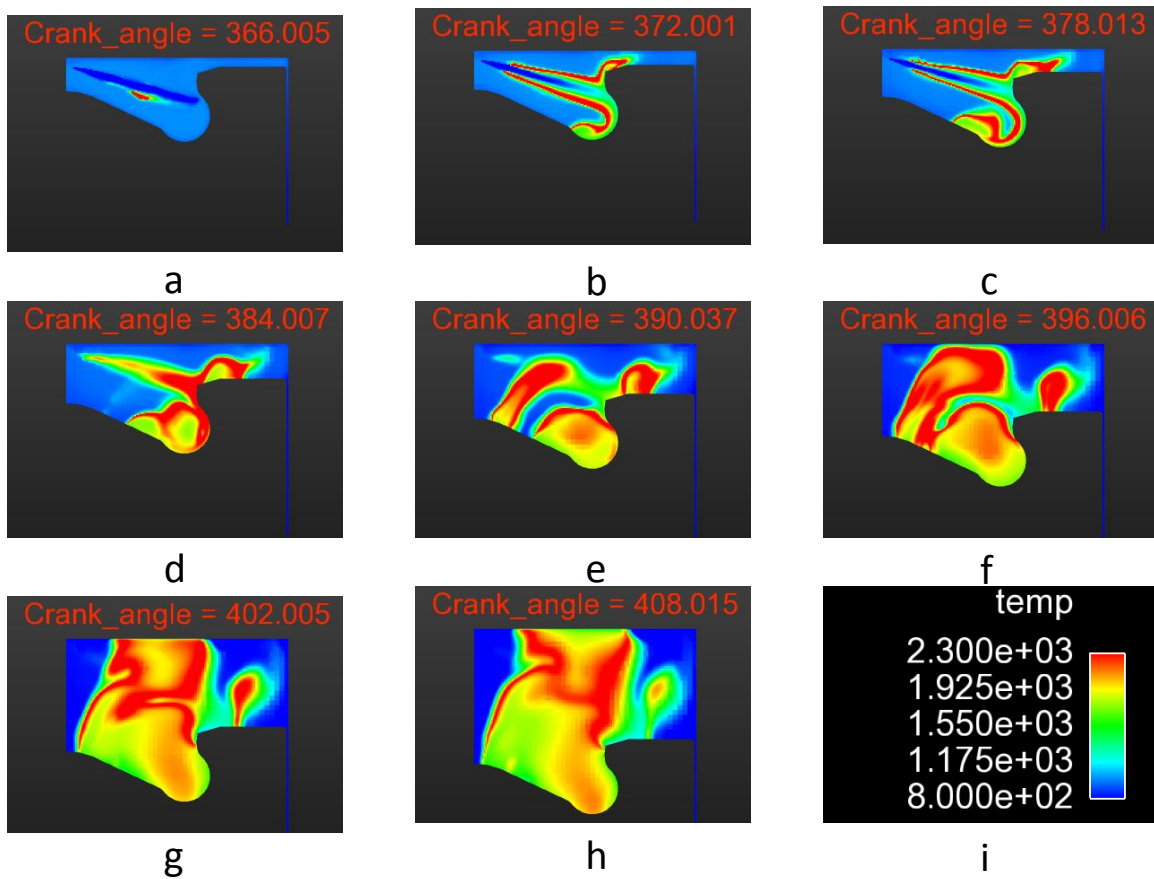 Crank_angle = 366.005
Crank_angle = 372.001
Crank_angle = 378.013
a
b
c
Crank_angle = 384.007
Crank_angle = 390.037
Crank_angle = 396.006
d
e
f
Crank_angle = 402.005
Crank_angle = 408.015
temp
2.300e+03
1.925e+03
1.550e+03
1.175e+03
8.000e+02
g
h
i